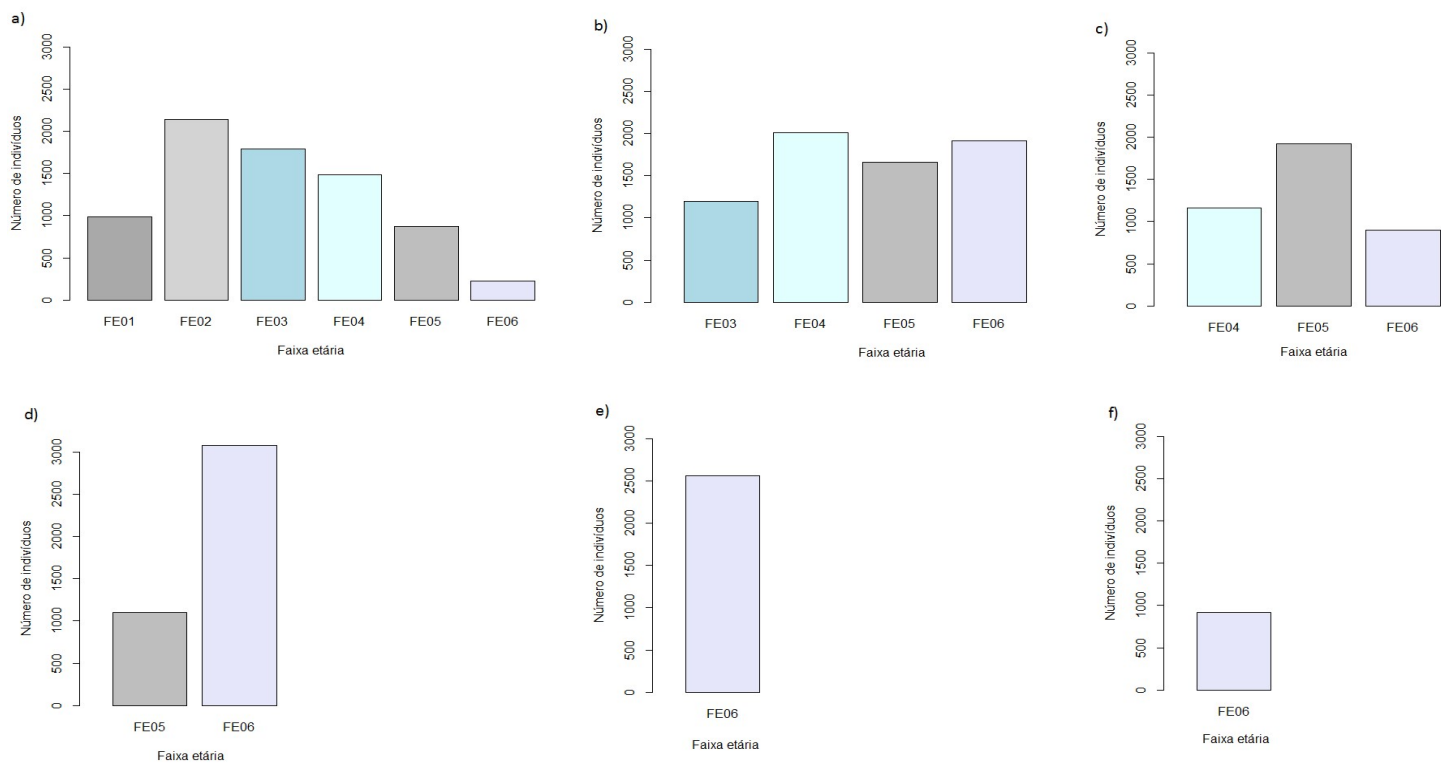 a)
3000
2500
2000
1500
1000
500
0
Número de indivíduos
FE01 FE02 FE03 FE04 FE05 FE06
Faixa etária
b)
3000
2500
2000
1500
1000
500
0
Número de indivíduos
FE03 FE04 FE05 FE06
Faixa etária
c)
3000
2500
2000
1500
1000
500
0
Número de indivíduos
FE04 FE05 FE06
Faixa etária
d)
3000
2500
2000
1500
1000
500
0
Número de indivíduos
FE05 FE06
Faixa etária
e)
3000
2500
2000
1500
1000
500
0
Número de indivíduos
FE06
Faixa etária
f)
3000
2500
2000
1500
1000
500
0
Número de indivíduos
FE06
Faixa etária